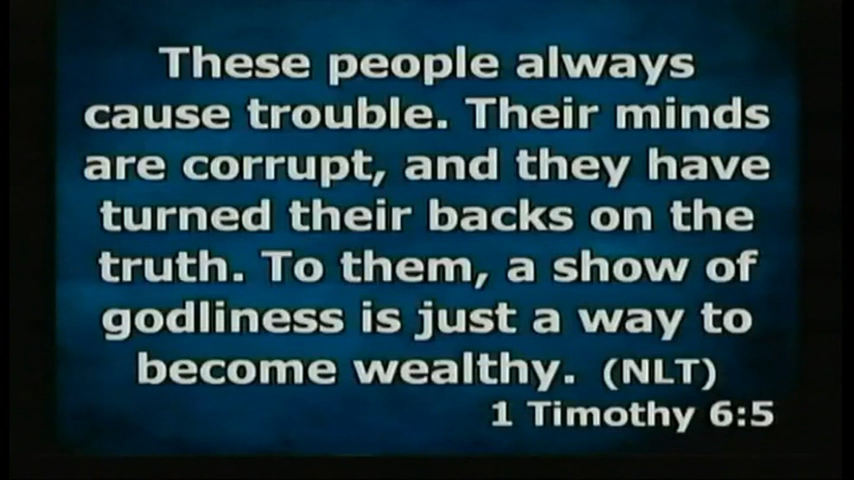 These people always
cause trouble. Their minds
are corrupt, and they have
turned their backs on the
truth. To them, a show of
godliness is just a way to
become wealthy. (NLT)
1 Timothy 6:5